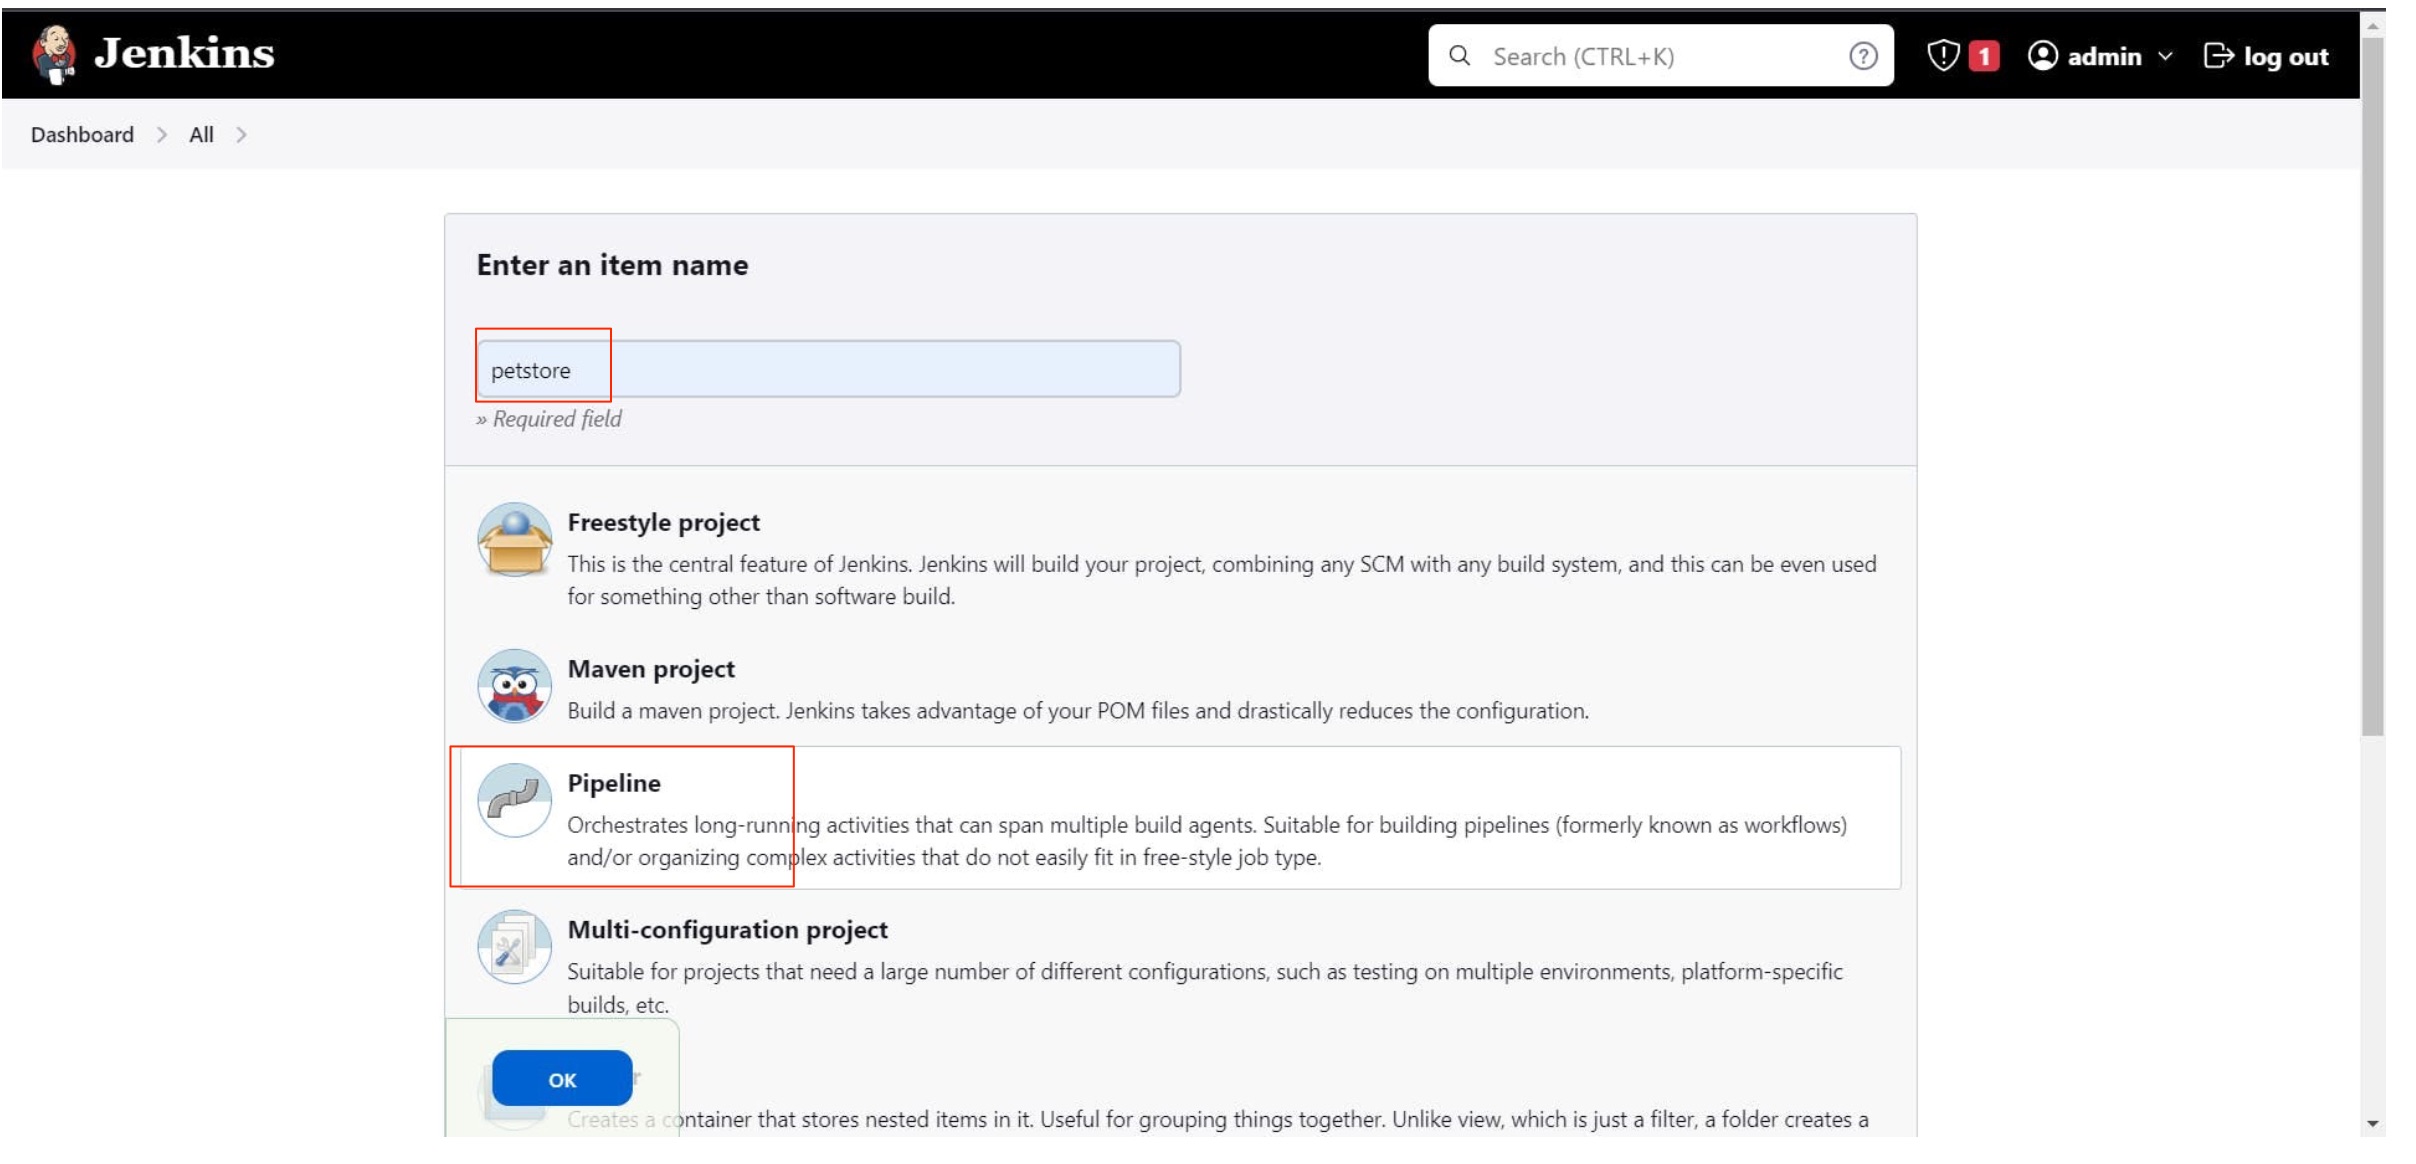 Jenkins
Search (CTRL+K)
1
admin
log out
Dashboard > All >
Enter an item name
petstore
» Required field
Freestyle project
This is the central feature of Jenkins. Jenkins will build your project, combining any SCM with any build system, and this can be even used
for something other than software build.
Maven project
Build a maven project. Jenkins takes advantage of your POM files and drastically reduces the configuration.
Pipeline
Orchestrates long-running activities that can span multiple build agents. Suitable for building pipelines (formerly known as workflows)
and/or organizing complex activities that do not easily fit in free-style job type.
Multi-configuration project
Suitable for projects that need a large number of different configurations, such as testing on multiple environments, platform-specific
builds, etc.
OK
Creates a container that stores nested items in it. Useful for grouping things together. Unlike view, which is just a filter, a folder creates a